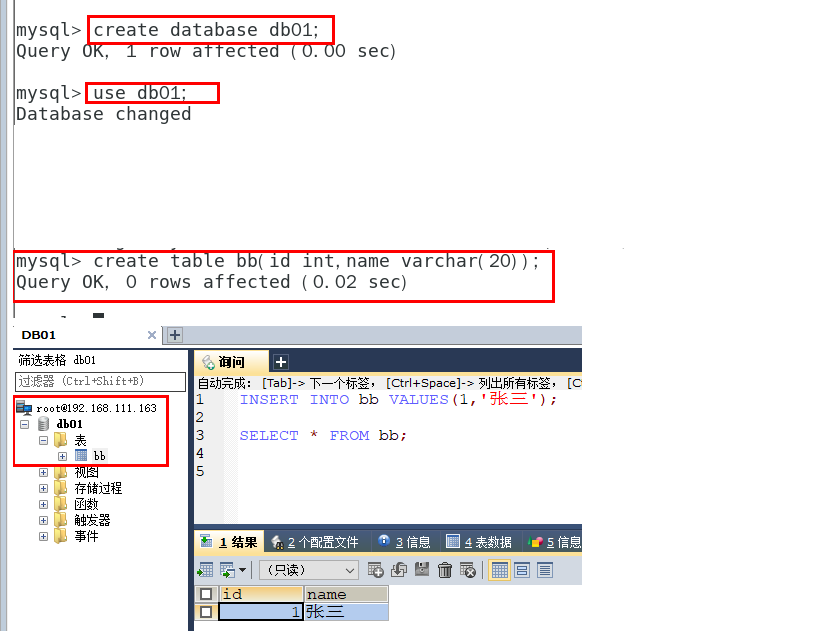 mysql> create database db01;
Query OK, 1 row affected (0.00 sec)
mysql> use db01;
Database changed
mysql> create table bb(id int,name varchar(20));
Query OK, 0 rows affected (0.02 sec)
DB01
筛选表格 db01
过滤器 (Ctrl+Shift+B)
root@192.168.111.163
db01
表
bb
视图
存储过程
函数
触发器
事件
询问
自动完成: [Tab]-> 下一个标签, [Ctrl+Space]-> 列出所有标签, [C
1 INSERT INTO bb VALUES(1,'张三');
2
3 SELECT * FROM bb;
4
5
1 结果 2 个配置文件 3 信息 4 表数据 5 信息
(只读)
id name
1 张三